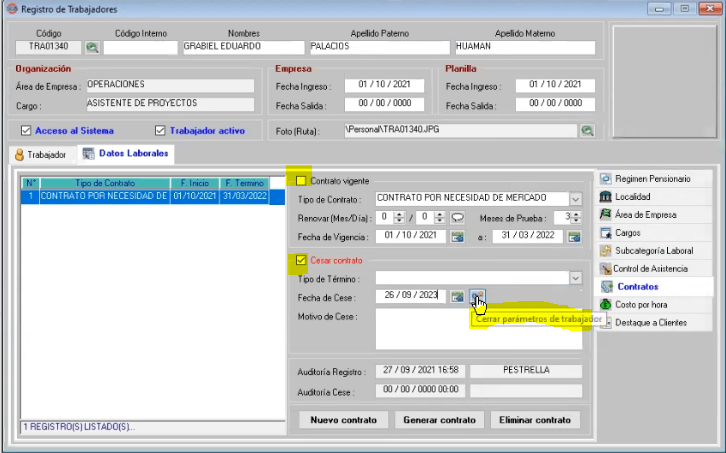 Registro de Trabajadores
Código Código Interno Nombres Apellido Paterno Apellido Materno
TRA01340 GRABIEL EDUARDO PALACIOS HUAMAN
Organización Empresa Planilla
Área de Empresa : OPERACIONES Fecha Ingreso : 01 / 10 / 2021 Fecha Ingreso : 01 / 10 / 2021
Cargo : ASISTENTE DE PROYECTOS Fecha Salida : 00 / 00 / 0000 Fecha Salida : 00 / 00 / 0000
Acceso al Sistema Trabajador activo Foto (Ruta) : \Personal\TRA01340.JPG
Trabajador Datos Laborales
N° Tipo de Contrato F. Inicio F. Termino
1 CONTRATO POR NECESIDAD DE 01/10/2021 31/03/2022
1 REGISTRO(S) LISTADO(S)...
Contrato vigente
Tipo de Contrato : CONTRATO POR NECESIDAD DE MERCADO
Renovar (Mes/Día) : 0 / 0 Meses de Prueba : 3
Fecha de Vigencia : 01 / 10 / 2021 a : 31 / 03 / 2022
Cesar contrato
Tipo de Término :
Fecha de Cese : 26 / 09 / 2023
Cerrar parámetros de trabajador
Motivo de Cese :
Auditoría Registro : 27 / 09 / 2021 16:58 PESTRELLA
Auditoría Cese : 00 / 00 / 0000 00:00
Nuevo contrato Generar contrato Eliminar contrato
Regimen Pensionario
Localidad
Área de Empresa
Cargos
Subcategoría Laboral
Control de Asistencia
Contratos
Costo por hora
Destaque a Clientes